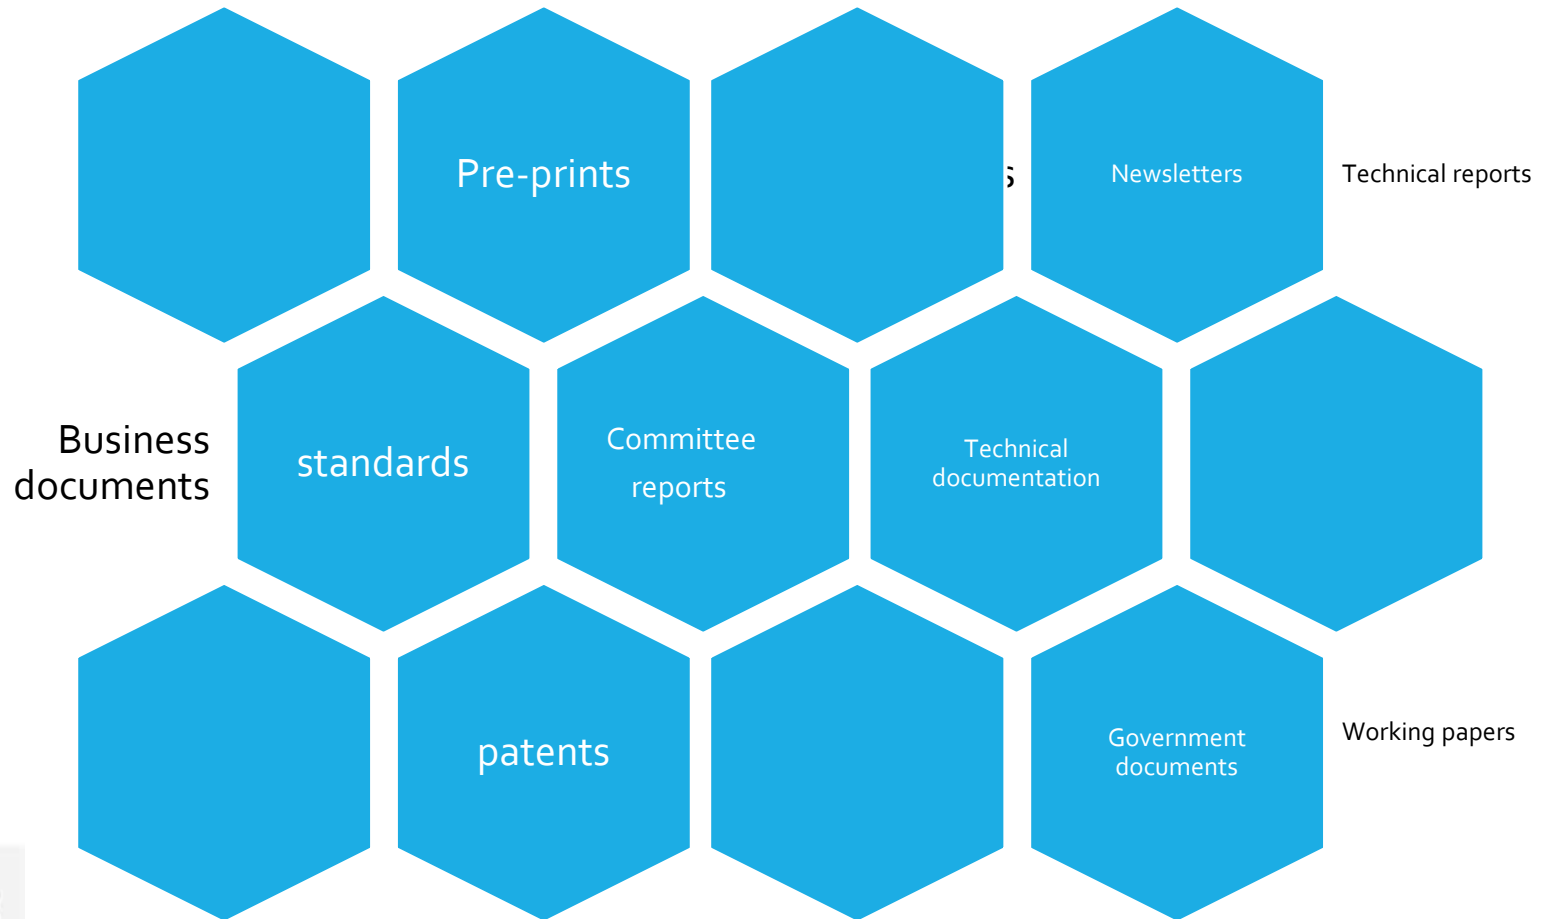 Pre-prints
Newsletters
Technical reports
Business
documents
standards
Committee
reports
Technical
documentation
patents
Government
documents
Working papers